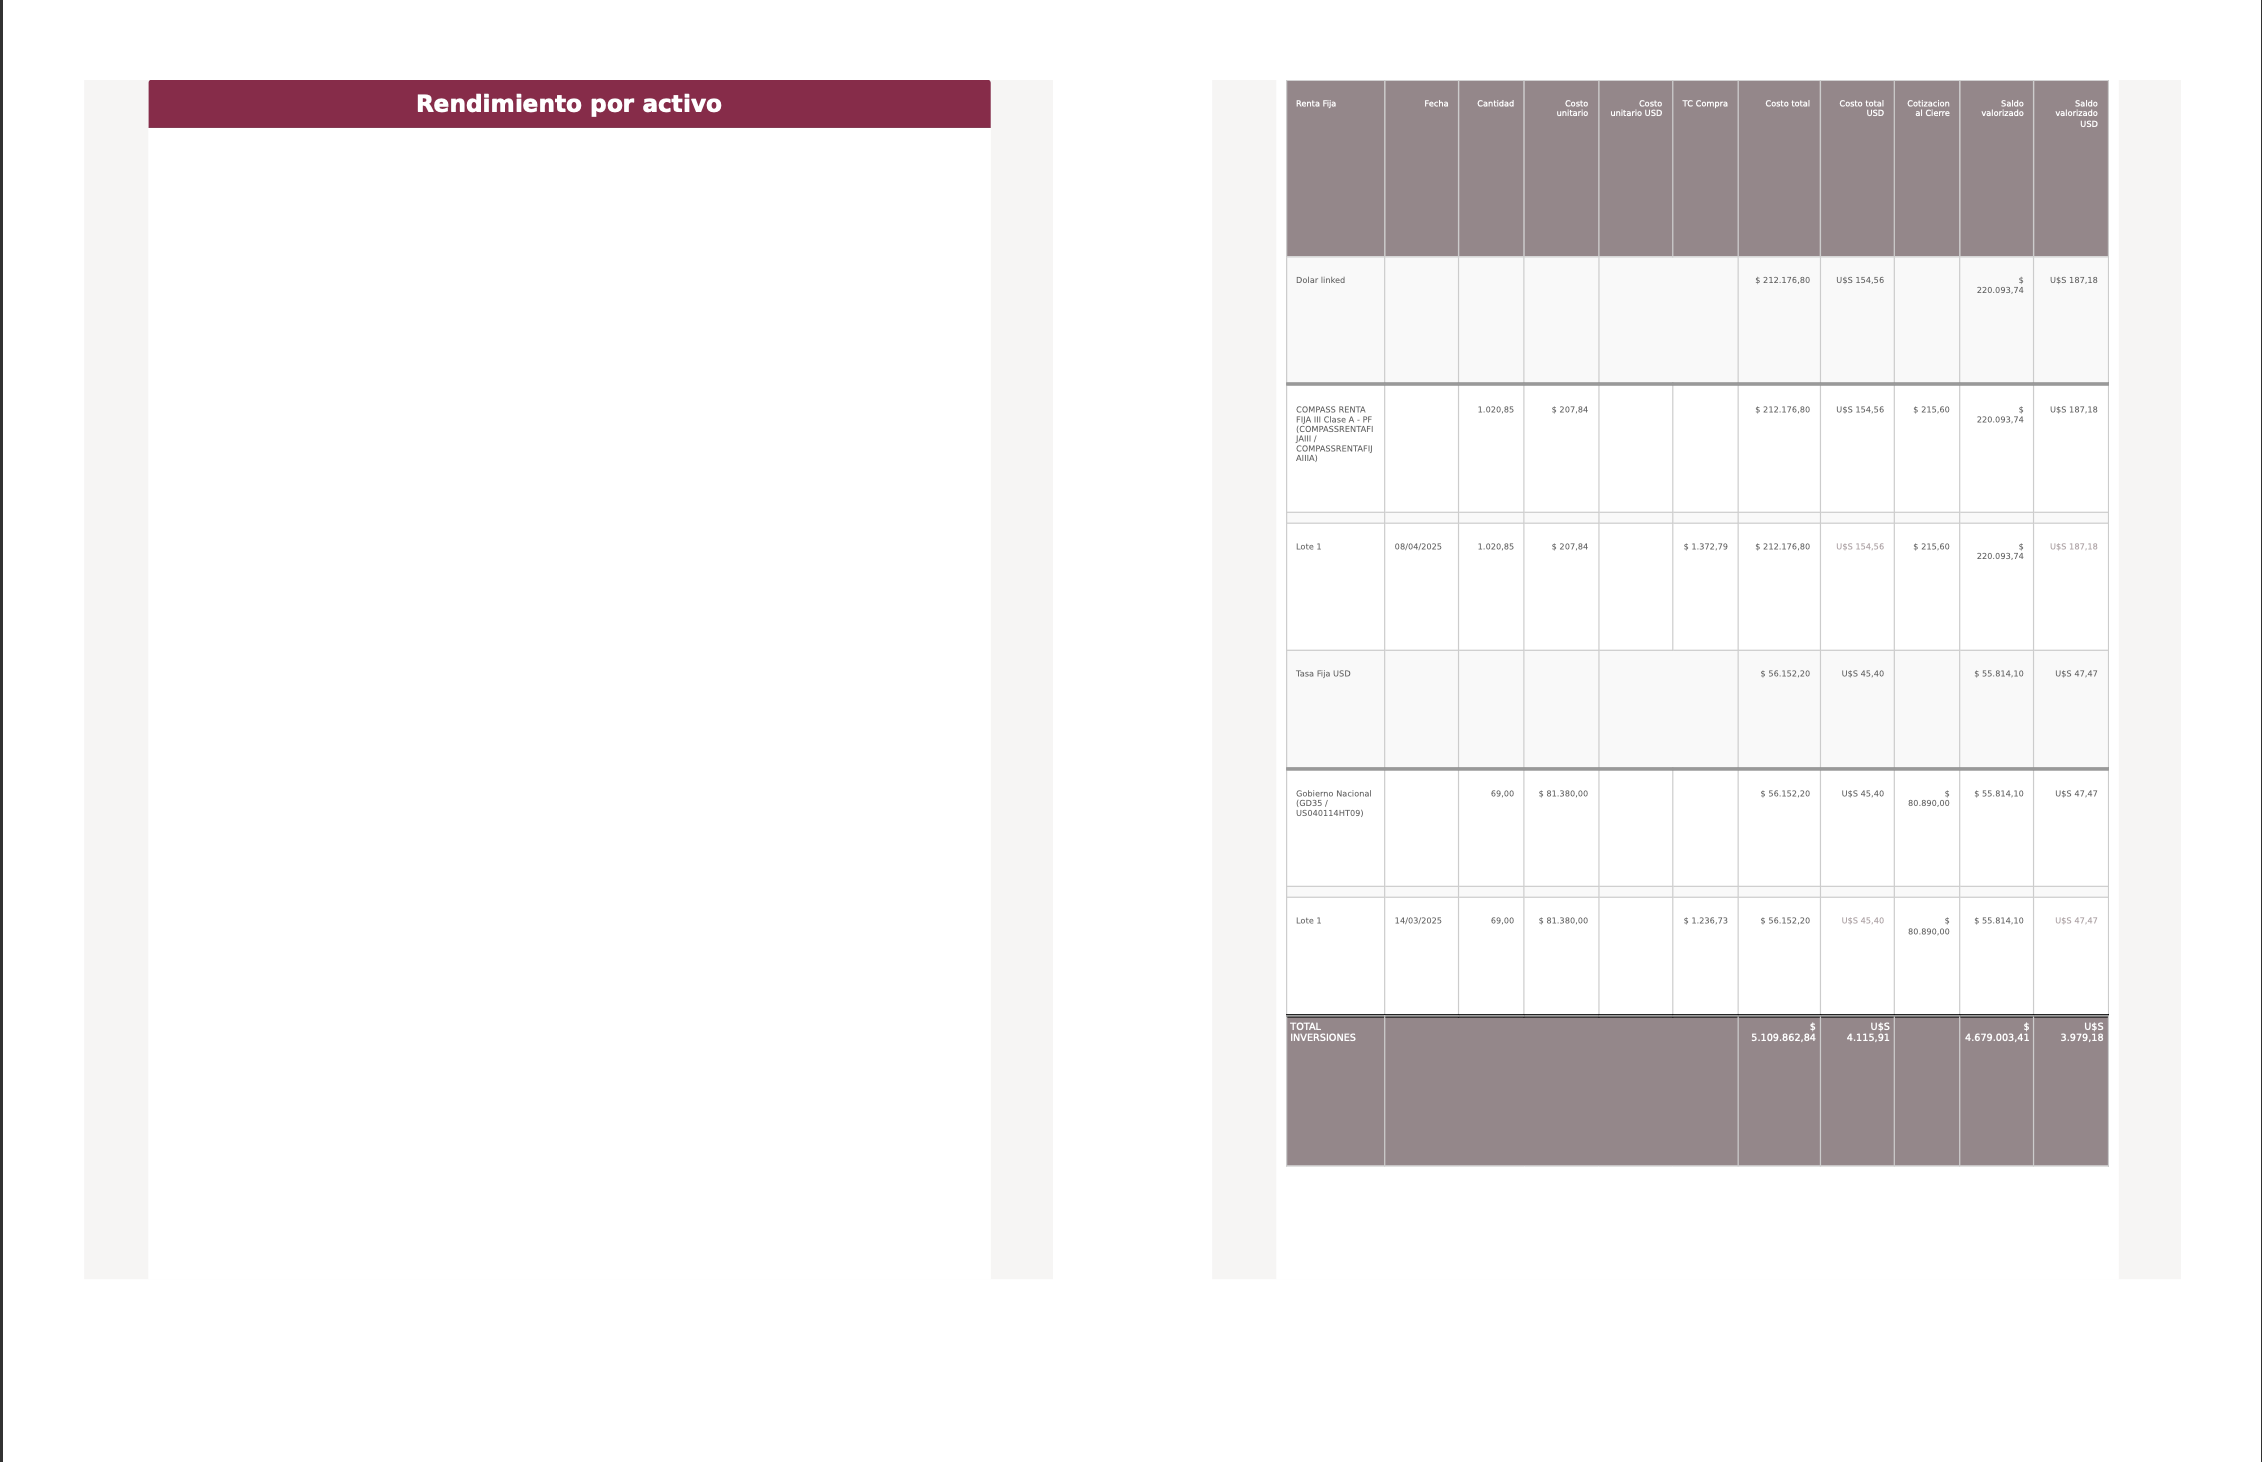 Rendimiento por activo
Renta Fija Fecha Cantidad Costo unitario Costo unitario USD TC Compra Costo total Costo total USD Cotizacion al Cierre Saldo valorizado Saldo valorizado USD
Dolar linked $ 212.176,80 U$S 154,56 $ 220.093,74 U$S 187,18
COMPASS RENTA FIJA III Clase A - PF (COMPASSRENTAFIJAIII / COMPASSRENTAFIJAIIIA) 1.020,85 $ 207,84 $ 212.176,80 U$S 154,56 $ 215,60 $ 220.093,74 U$S 187,18
Lote 1 08/04/2025 1.020,85 $ 207,84 $ 1.372,79 $ 212.176,80 U$S 154,56 $ 215,60 $ 220.093,74 U$S 187,18
Tasa Fija USD $ 56.152,20 U$S 45,40 $ 55.814,10 U$S 47,47
Gobierno Nacional (GD35 / US040114HT09) 69,00 $ 81.380,00 $ 56.152,20 U$S 45,40 $ 80.890,00 $ 55.814,10 U$S 47,47
Lote 1 14/03/2025 69,00 $ 81.380,00 $ 1.236,73 $ 56.152,20 U$S 45,40 $ 80.890,00 $ 55.814,10 U$S 47,47
TOTAL INVERSIONES $ 5.109.862,84 U$S 4.115,91 $ 4.679.003,41 U$S 3.979,18